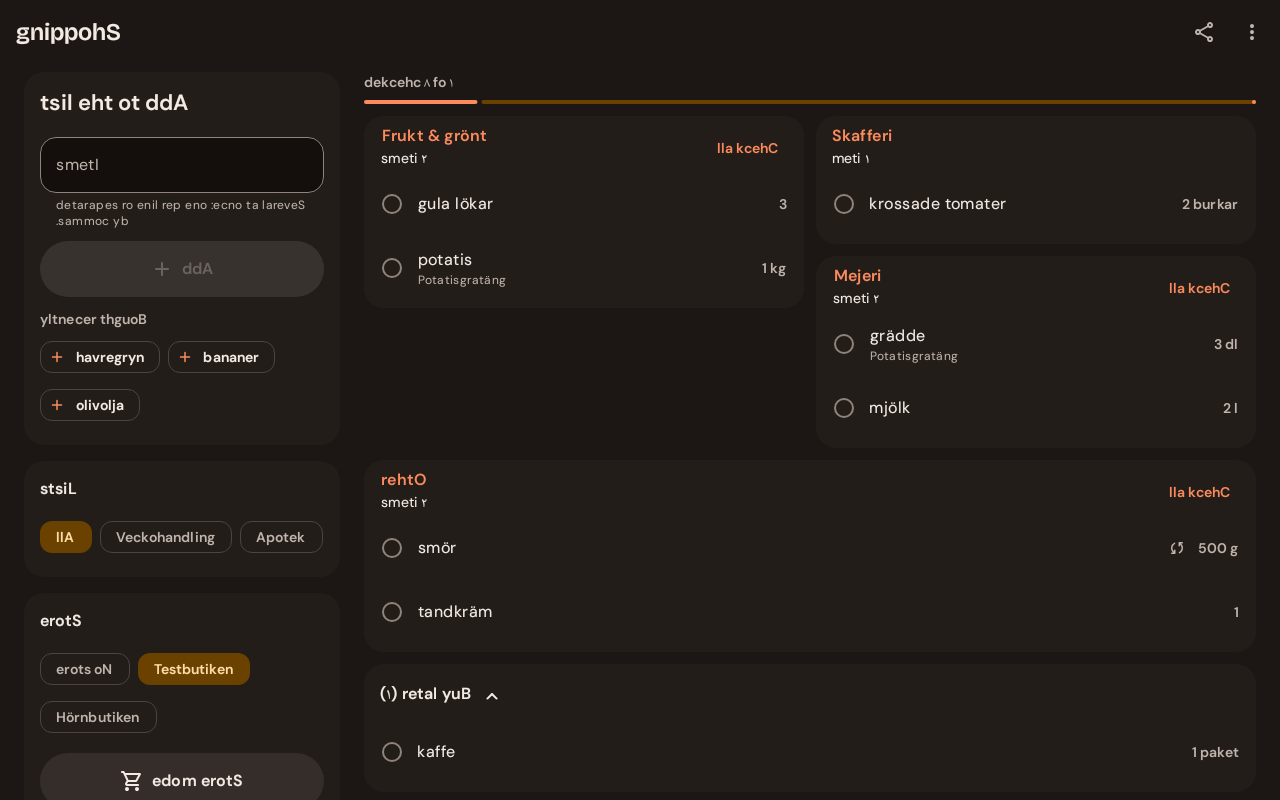 gnippohS
tsil eht ot ddA
smetI
detarapes ro enil rep eno :ecno ta lareveS
.sammoc yb
ddA
yltnecer thguoB
havregryn
bananer
olivolja
stsiL
llA
Veckohandling
Apotek
erotS
erots oN
Testbutiken
Hörnbutiken
edom erotS
dekcehc ٨ fo ١
Frukt & grönt
smeti ٢
lla kcehC
gula lökar
3
potatis
Potatisgratäng
1 kg
Skafferi
meti ١
krossade tomater
2 burkar
Mejeri
smeti ٢
lla kcehC
grädde
Potatisgratäng
3 dl
mjölk
2 l
rehtO
smeti ٢
lla kcehC
smör
500 g
tandkräm
1
(١) retal yuB
kaffe
1 paket